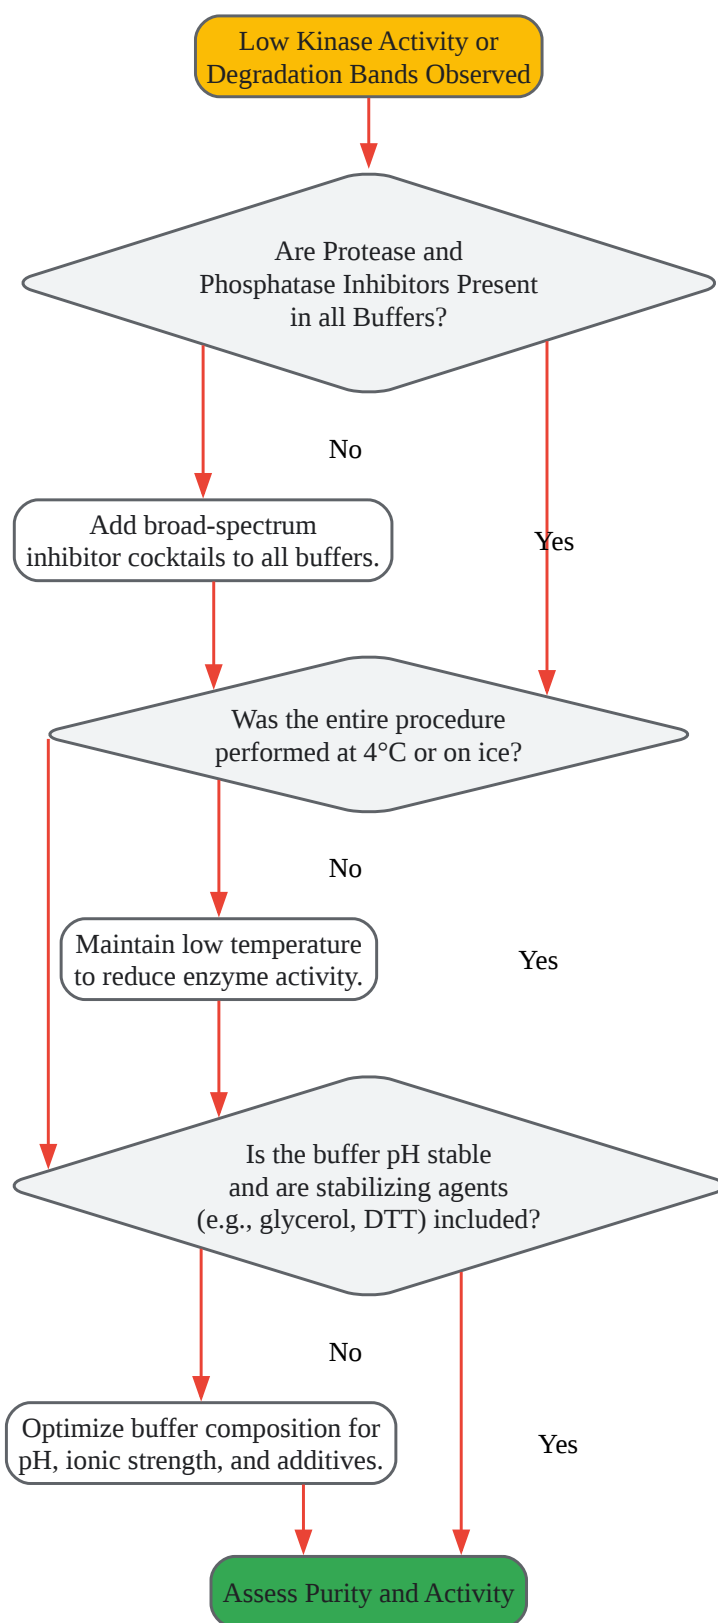 Low Kinase Activity or
Degradation Bands Observed
Are Protease and
Phosphatase Inhibitors Present
in all Buffers?
No
Add broad-spectrum
inhibitor cocktails to all buffers.
Yes
Was the entire procedure
performed at 4°C or on ice?
No
Maintain low temperature
to reduce enzyme activity.
Yes
Is the buffer pH stable
and are stabilizing agents
(e.g., glycerol, DTT) included?
No
Optimize buffer composition for
pH, ionic strength, and additives.
Yes
Assess Purity and Activity